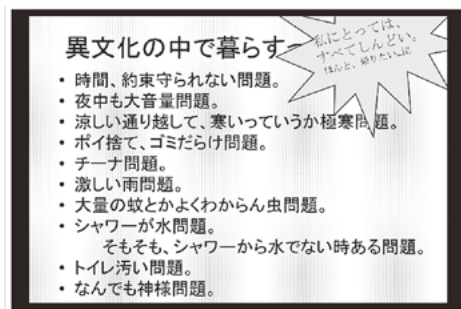 異文化の中で暮らす
私にとっては、
すべてしんどい。
ほんと、帰りたい
・時間、約束守られない問題。
・夜中も大音量問題。
・涼しい通り越して、寒いっていうか極寒問題。
・ポイ捨て、ゴミだらけ問題。
・チーナ問題。
・激しい雨問題。
・大量の蚊とかよくわからん虫問題。
・シャワーが水問題。
そもそも、シャワーから水でない時ある問題。
・トイレ汚い問題。
・なんでも神様問題。